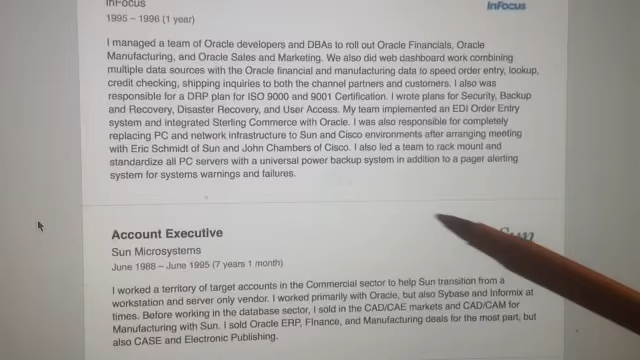 InFocus
InFocus
1995 – 1996 (1 year)
I managed a team of Oracle developers and DBAs to roll out Oracle Financials, Oracle
Manufacturing, and Oracle Sales and Marketing. We also did web dashboard work combining
multiple data sources with the Oracle financial and manufacturing data to speed order entry, lookup,
credit checking, shipping inquiries to both the channel partners and customers. I also was
responsible for a DRP plan for ISO 9000 and 9001 Certification. I wrote plans for Security, Backup
and Recovery, Disaster Recovery, and User Access. My team implemented an EDI Order Entry
system and integrated Sterling Commerce with Oracle. I was also responsible for completely
replacing PC and network infrastructure to Sun and Cisco environments after arranging meeting
with Eric Schmidt of Sun and John Chambers of Cisco. I also led a team to rack mount and
standardize all PC servers with a universal power backup system in addition to a pager alerting
system for systems warnings and failures.
Account Executive
Sun
Sun Microsystems
June 1988 – June 1995 (7 years 1 month)
I worked a territory of target accounts in the Commercial sector to help Sun transition from a
workstation and server only vendor. I worked primarily with Oracle, but also Sybase and Informix at
times. Before working in the database sector, I sold in the CAD/CAE markets and CAD/CAM for
Manufacturing with Sun. I sold Oracle ERP, FInance, and Manufacturing deals for the most part, but
also CASE and Electronic Publishing.